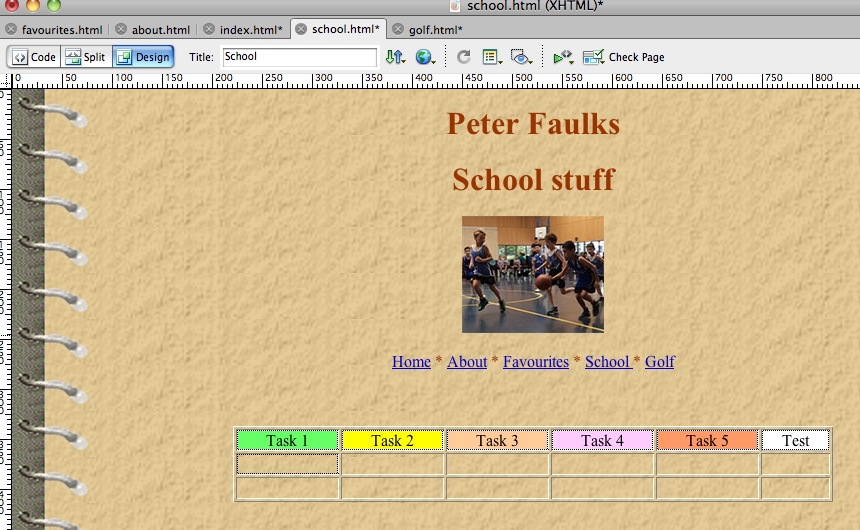 school.html (XHTML)*
favourites.html about.html index.html* school.html* golf.html*
Code Split Design Title: School Check Page
0 50 100 150 200 250 300 350 400 450 500 550 600 650 700 750 800
Peter Faulks
School stuff
Home * About * Favourites * School * Golf
Task 1 Task 2 Task 3 Task 4 Task 5 Test